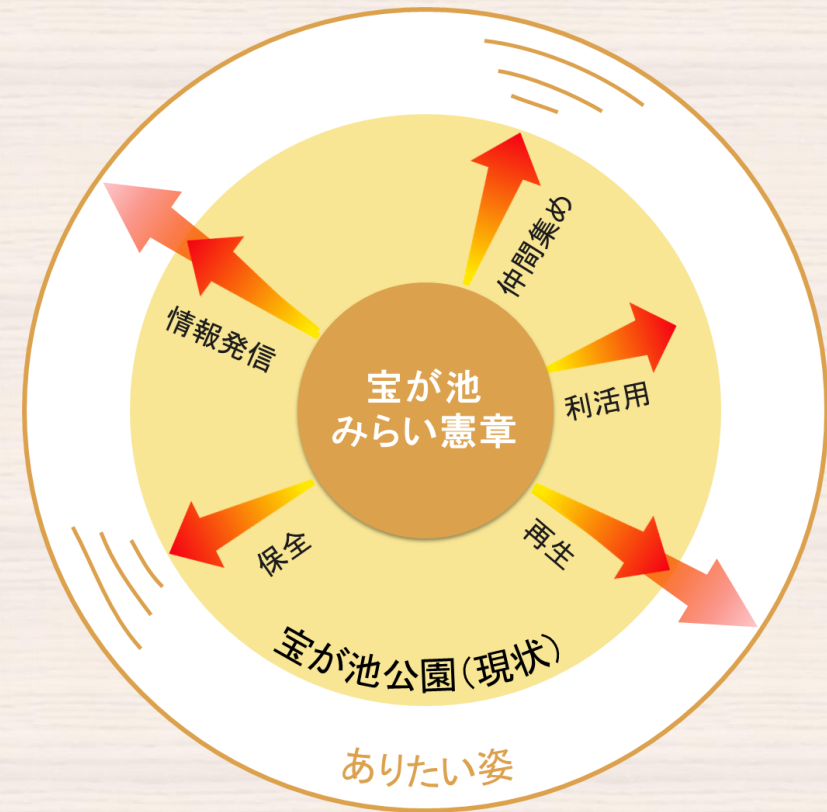 仲間集め
情報発信
利活用
宝が池
みらい憲章
再生
保全
宝が池公園(現状)
ありたい姿